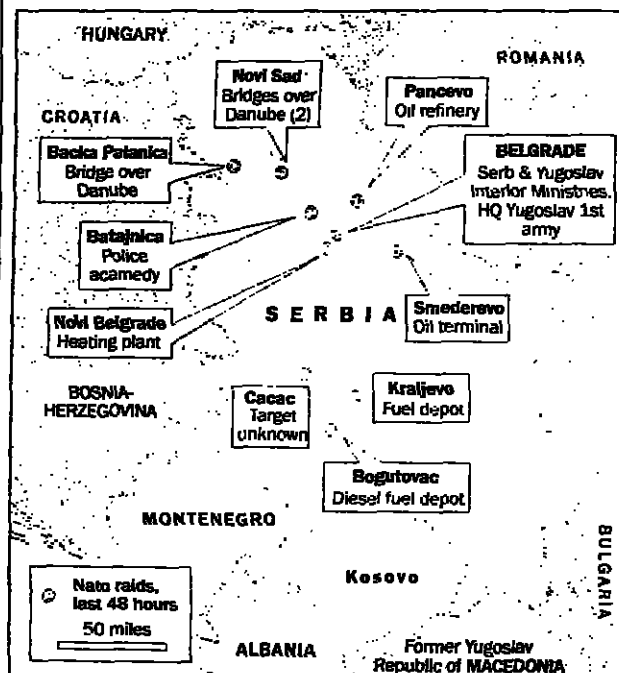 HUNGARY
ROMANIA
CROATIA
Novi Sad
Bridges over
Danube (2)
Pancevo
Oil refinery
Backa Palanica
Bridge over
Danube
BELGRADE
Serb & Yugoslav
Interior Ministries.
HQ Yugoslav 1st
army
Batajnica
Police
acamedy
Novi Belgrade
Heating plant
SERBIA
Smederevo
Oil terminal
BOSNIA-
HERZEGOVINA
Cacac
Target
unknown
Kraljevo
Fuel depot
Bogutovac
Diesel fuel depot
MONTENEGRO
BULGARIA
Kosovo
Nato raids,
last 48 hours
50 miles
ALBANIA
Former Yugoslav
Republic of MACEDONIA